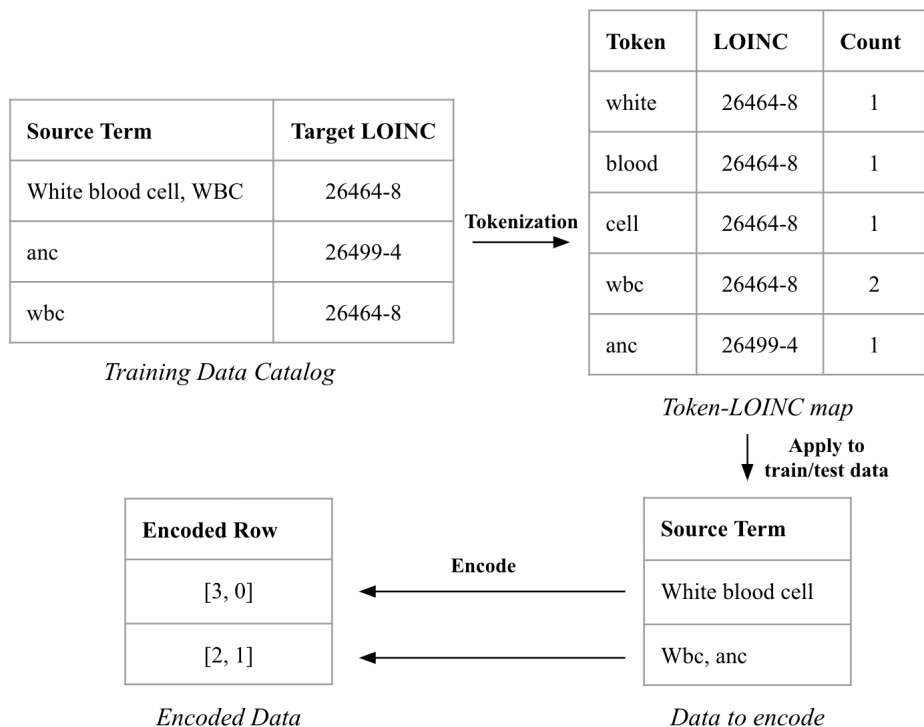 Source Term Target LOINC
White blood cell, WBC 26464-8
anc 26499-4
wbc 26464-8
Training Data Catalog
Tokenization
Token LOINC Count
white 26464-8 1
blood 26464-8 1
cell 26464-8 1
wbc 26464-8 2
anc 26499-4 1
Token-LOINC map
Apply to
train/test data
Source Term
White blood cell
Wbc, anc
Data to encode
Encode
Encoded Row
[3, 0]
[2, 1]
Encoded Data